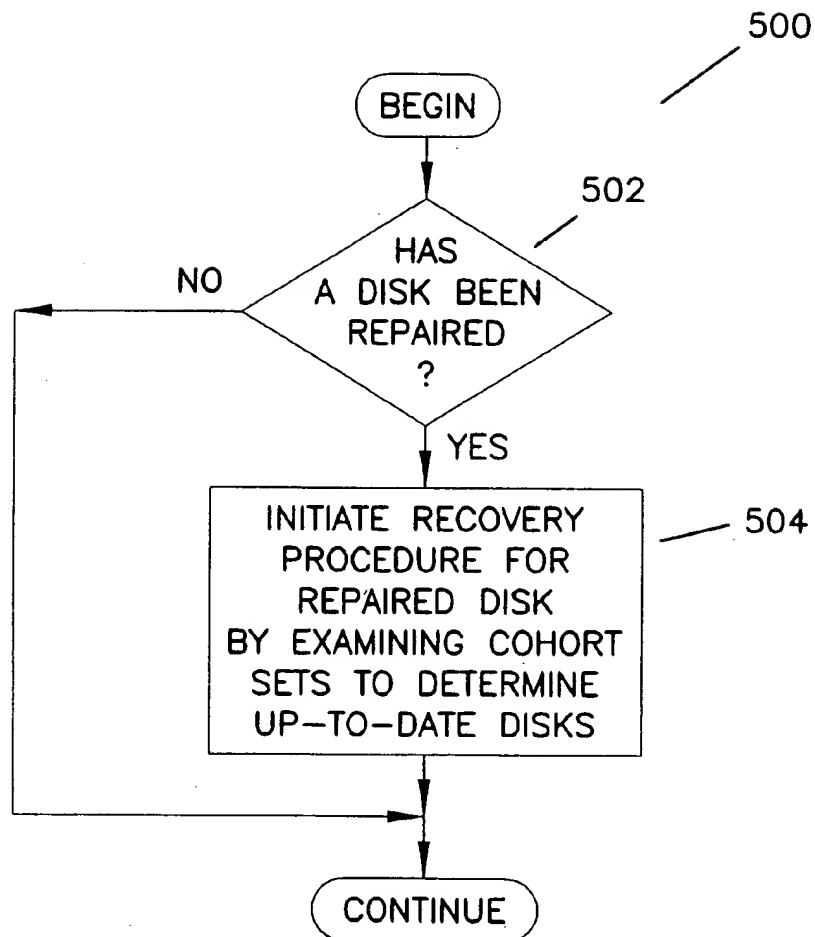 500
BEGIN
502
HAS
A DISK BEEN
REPAIRED
?
NO
YES
504
INITIATE RECOVERY
PROCEDURE FOR
REPAIRED DISK
BY EXAMINING COHORT
SETS TO DETERMINE
UP-TO-DATE DISKS
CONTINUE